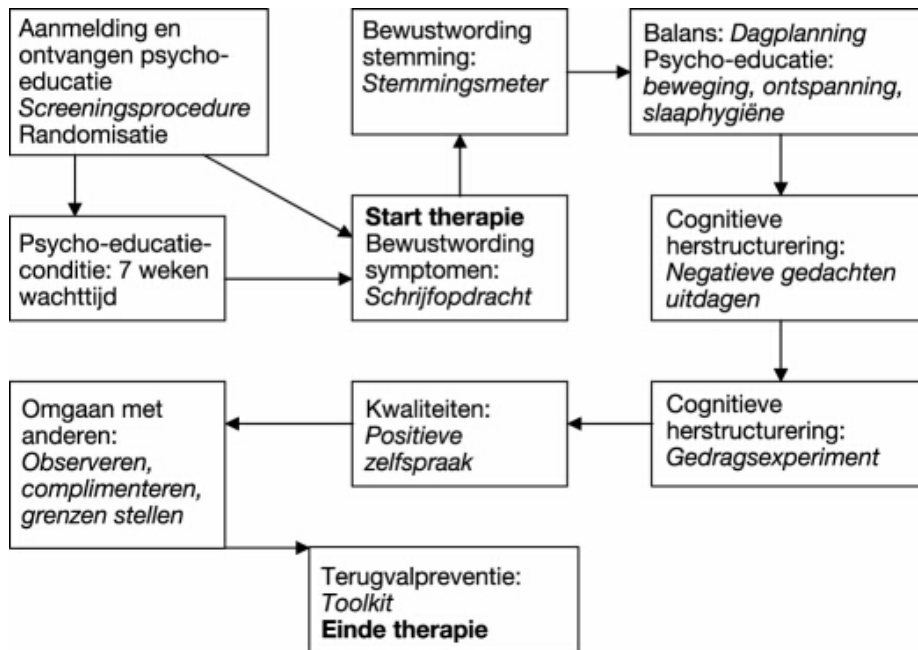 Aanmelding en
ontvangen psycho-
educatie
Screeningsprocedure
Randomisatie
Bewustwording
stemming:
Stemmingsmeter
Balans: Dagplanning
Psycho-educatie:
beweging, ontspanning,
slaaphygiëne
Psycho-educatie-
conditie: 7 weken
wachttijd
Start therapie
Bewustwording
symptomen:
Schrijfopdracht
Cognitieve
herstructurering:
Negatieve gedachten
uitdagen
Omgaan met
anderen:
Observeren,
complimenteren,
grenzen stellen
Kwaliteiten:
Positieve
zelfspraak
Cognitieve
herstructurering:
Gedragsexperiment
Terugvalpreventie:
Toolkit
Einde therapie